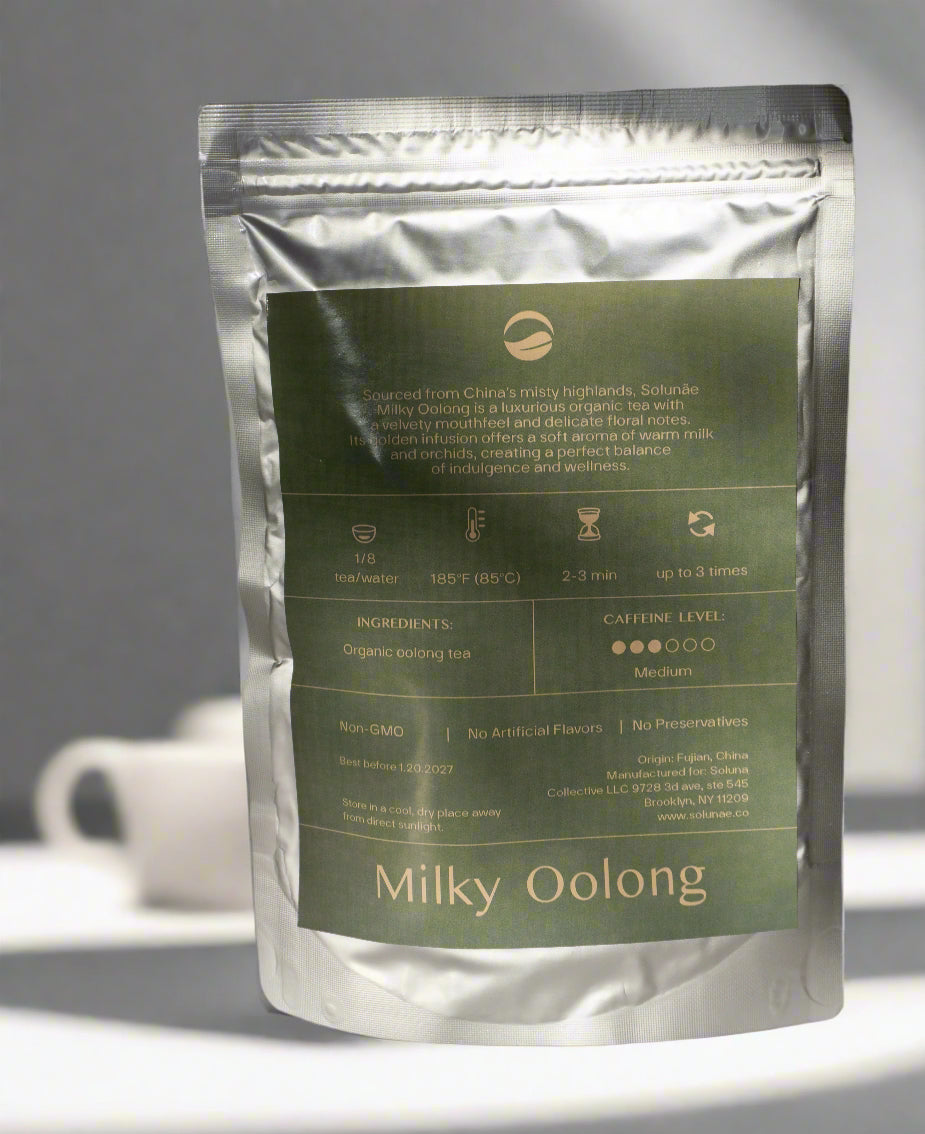 Sourced from China's misty highlands, Solunäe
Milky Oolong is a luxurious organic tea with
a velvety mouthfeel and delicate floral notes.
Its golden infusion offers a soft aroma of warm milk
and orchids, creating a perfect balance
of indulgence and wellness.
1/8
tea/water
185°F (85°C)
2-3 min
up to 3 times
INGREDIENTS:
Organic oolong tea
CAFFEINE LEVEL:
Medium
Non-GMO | No Artificial Flavors | No Preservatives
Best before 1.20.2027
Store in a cool, dry place away
from direct sunlight.
Origin: Fujian, China
Manufactured for: Soluna
Collective LLC 9728 3d ave, ste 545
Brooklyn, NY 11209
www.solunae.co
Milky Oolong